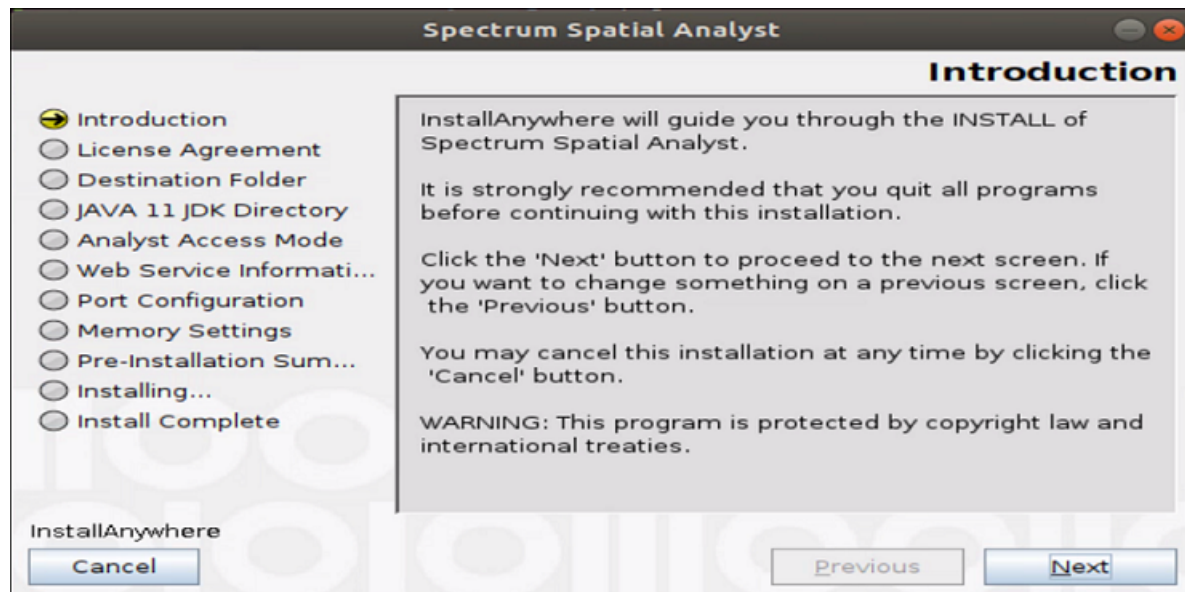 Spectrum Spatial Analyst
Introduction
Introduction
License Agreement
Destination Folder
JAVA 11 JDK Directory
Analyst Access Mode
Web Service Informati...
Port Configuration
Memory Settings
Pre-Installation Sum...
Installing...
Install Complete
InstallAnywhere will guide you through the INSTALL of
Spectrum Spatial Analyst.
It is strongly recommended that you quit all programs
before continuing with this installation.
Click the 'Next' button to proceed to the next screen. If
you want to change something on a previous screen, click
the 'Previous' button.
You may cancel this installation at any time by clicking the
'Cancel' button.
WARNING: This program is protected by copyright law and
international treaties.
InstallAnywhere
Cancel
Previous
Next